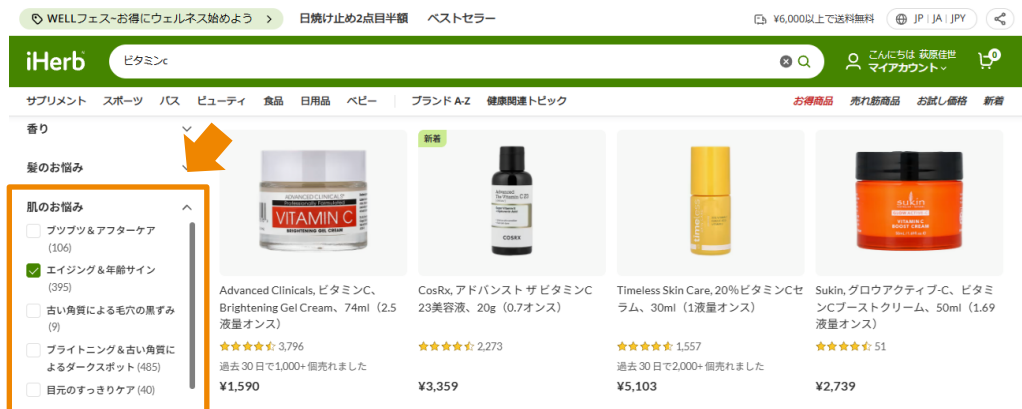 WELLフェス~お得にウェルネス始めよう
日焼け止め2点目半額
ベストセラー
¥6,000以上で送料無料
JP | JA | JPY
iHerb
ビタミンc
こんにちは 萩原佳世
マイアカウント
0
サプリメント スポーツ バス ビューティ 食品 日用品 ベビー ブランド A-Z 健康関連トピック
お得商品 売れ筋商品 お試し価格 新着
香り
髪のお悩み
肌のお悩み
ブツブツ＆アフターケア
(106)
エイジング＆年齢サイン
(395)
古い角質による毛穴の黒ずみ
(9)
ブライトニング＆古い角質に
よるダークスポット (485)
目元のすっきりケア (40)
ADVANCED CLINICALS
VITAMIN C
BRIGHTENING GEL CREAM
Advanced Clinicals, ビタミンC、
Brightening Gel Cream、74ml（2.5
液量オンス）
3,796
過去 30 日で1,000+ 個売れました
¥1,590
新着
COSRX
CosRx, アドバンスト ザ ビタミンC
23美容液、20g（0.7オンス）
2,273
¥3,359
timeless
Timeless Skin Care, 20％ビタミンCセ
ラム、30ml（1液量オンス）
1,557
過去 30 日で2,000+ 個売れました
¥5,103
sukin
VITAMIN C
BOOST CREAM
Sukin, グロウアクティブ-C、ビタミ
ンCブーストクリーム、50ml（1.69
液量オンス）
51
¥2,739